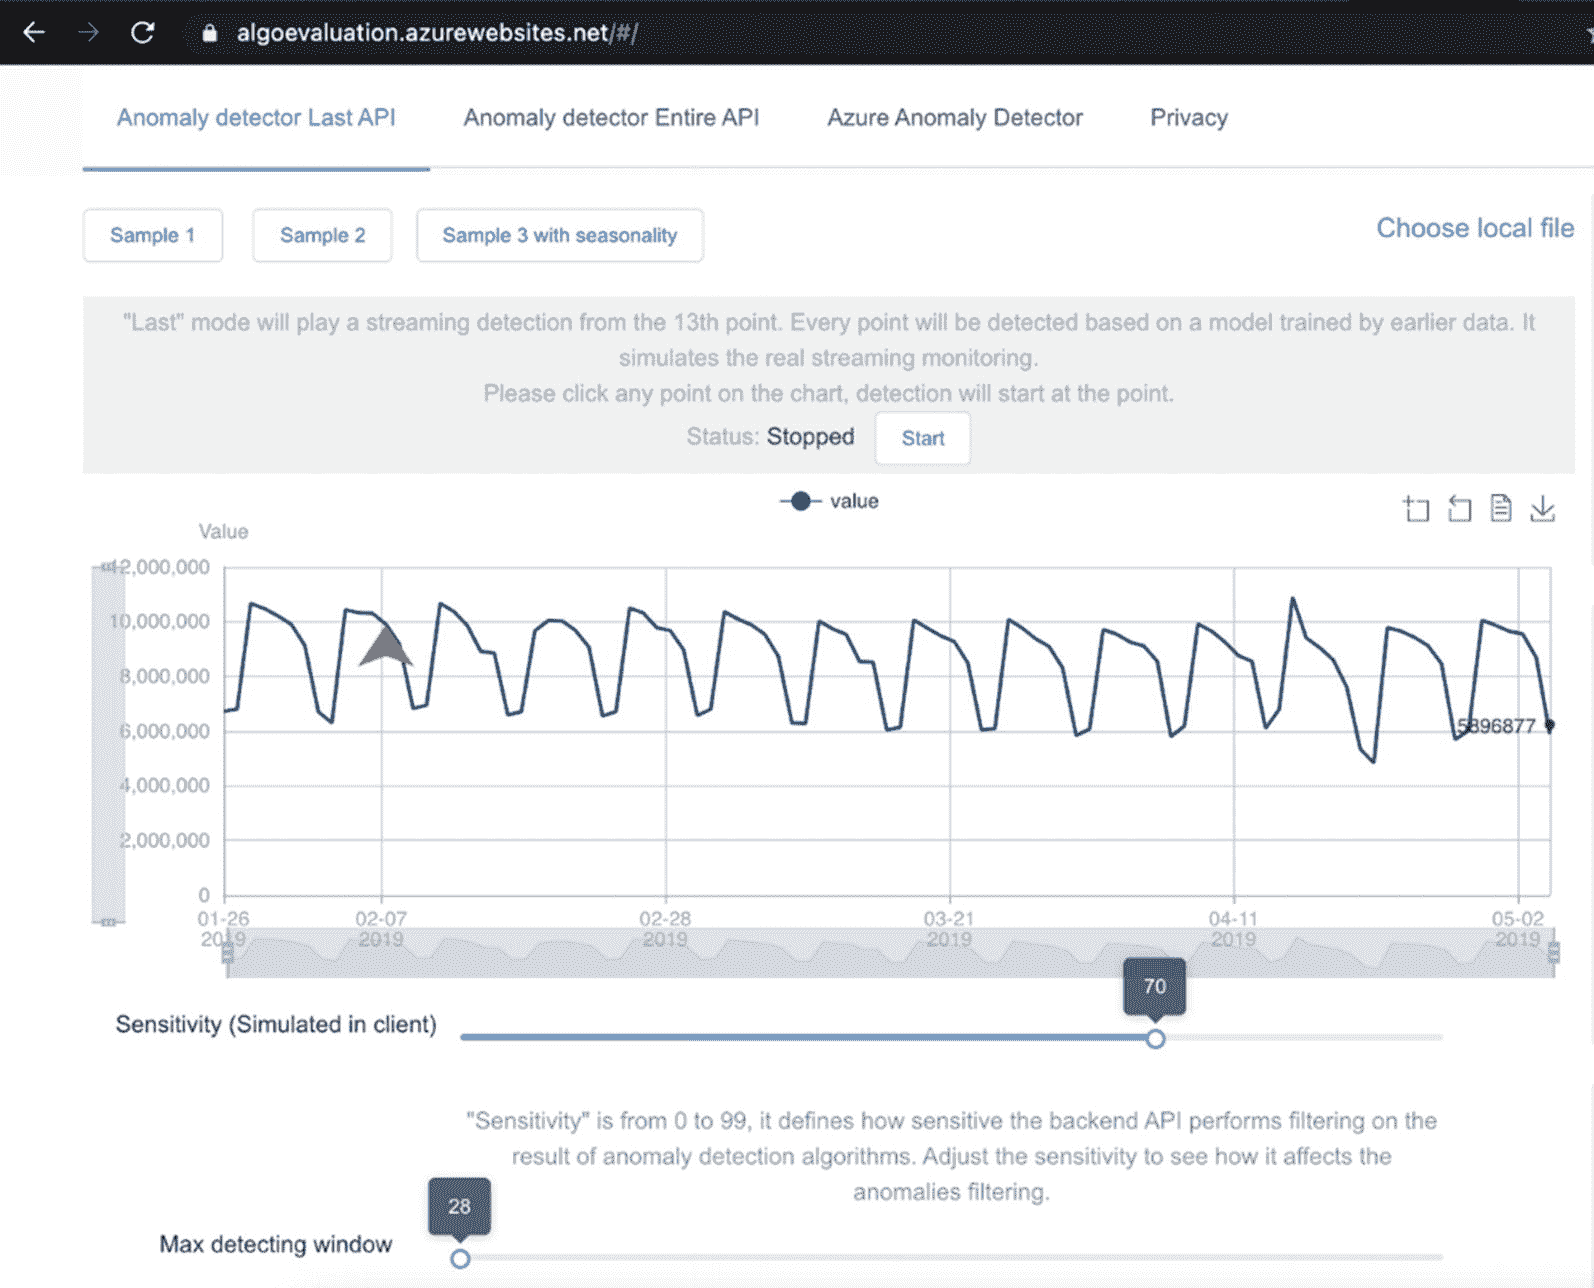 algoevaluation.azurewebsites.net/#/
Anomaly detector Last API Anomaly detector Entire API Azure Anomaly Detector Privacy
Sample 1 Sample 2 Sample 3 with seasonality Choose local file
"Last" mode will play a streaming detection from the 13th point. Every point will be detected based on a model trained by earlier data. It
simulates the real streaming monitoring.
Please click any point on the chart, detection will start at the point.
Status: Stopped Start
value
Value
12,000,000
10,000,000
8,000,000
6,000,000
5896877
4,000,000
2,000,000
0
01-26 02-07 02-28 03-21 04-11 05-02
2019 2019 2019 2019 2019 2019
70
Sensitivity (Simulated in client)
"Sensitivity" is from 0 to 99, it defines how sensitive the backend API performs filtering on the
result of anomaly detection algorithms. Adjust the sensitivity to see how it affects the
anomalies filtering.
28
Max detecting window